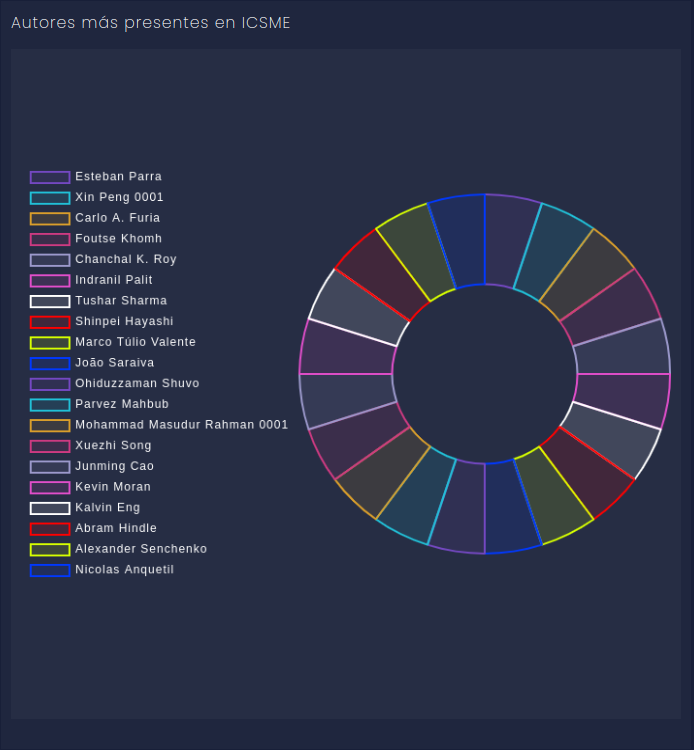 Autores más presentes en ICSME
Esteban Parra
Xin Peng 0001
Carlo A. Furia
Foutse Khomh
Chanchal K. Roy
Indranil Palit
Tushar Sharma
Shinpei Hayashi
Marco Túlio Valente
João Saraiva
Ohiduzzaman Shuvo
Parvez Mahbub
Mohammad Masudur Rahman 0001
Xuezhi Song
Junming Cao
Kevin Moran
Kalvin Eng
Abram Hindle
Alexander Senchenko
Nicolas Anquetil